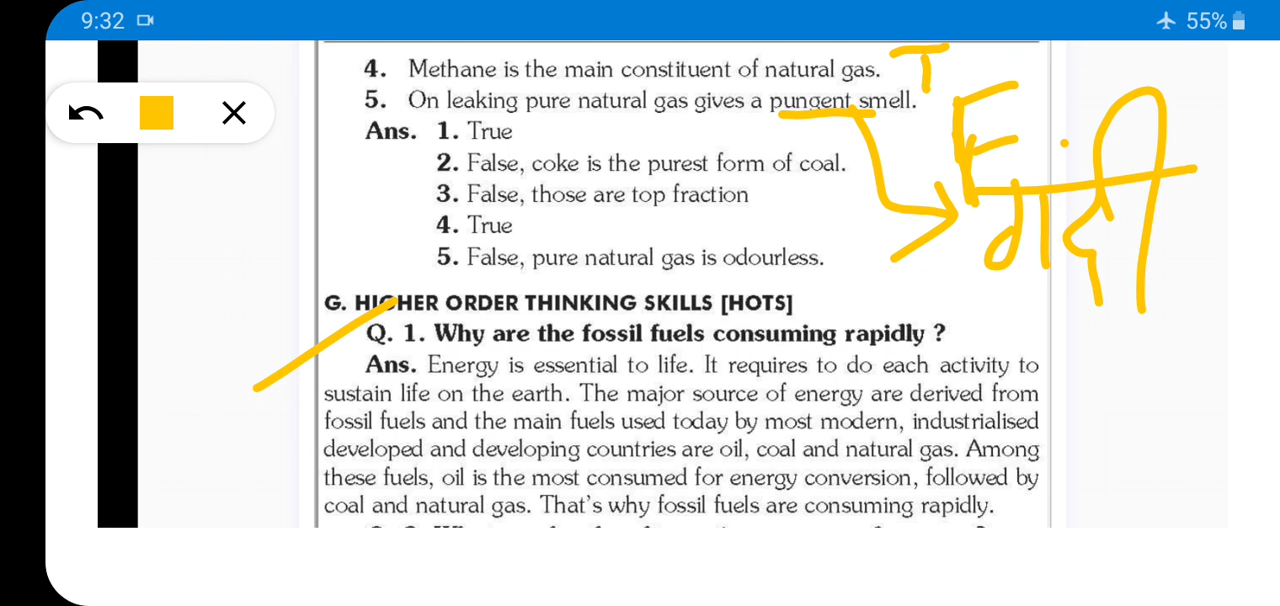 9:32 55%
4. Methane is the main constituent of natural gas. T
5. On leaking pure natural gas gives a pungent smell. F
गंदी
Ans. 1. True
2. False, coke is the purest form of coal.
3. False, those are top fraction
4. True
5. False, pure natural gas is odourless.
G. HIGHER ORDER THINKING SKILLS [HOTS]
Q. 1. Why are the fossil fuels consuming rapidly ?
Ans. Energy is essential to life. It requires to do each activity to
sustain life on the earth. The major source of energy are derived from
fossil fuels and the main fuels used today by most modern, industrialised
developed and developing countries are oil, coal and natural gas. Among
these fuels, oil is the most consumed for energy conversion, followed by
coal and natural gas. That's why fossil fuels are consuming rapidly.